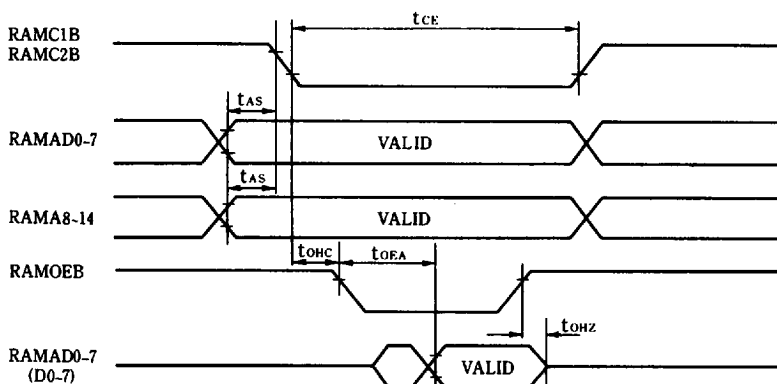 tCE
RAMC1B
RAMC2B
tAS
RAMAD0-7
VALID
tAS
RAMA8-14
VALID
tOHC
tOEA
RAMOEB
tOHZ
RAMAD0-7
VALID
(D0-7)